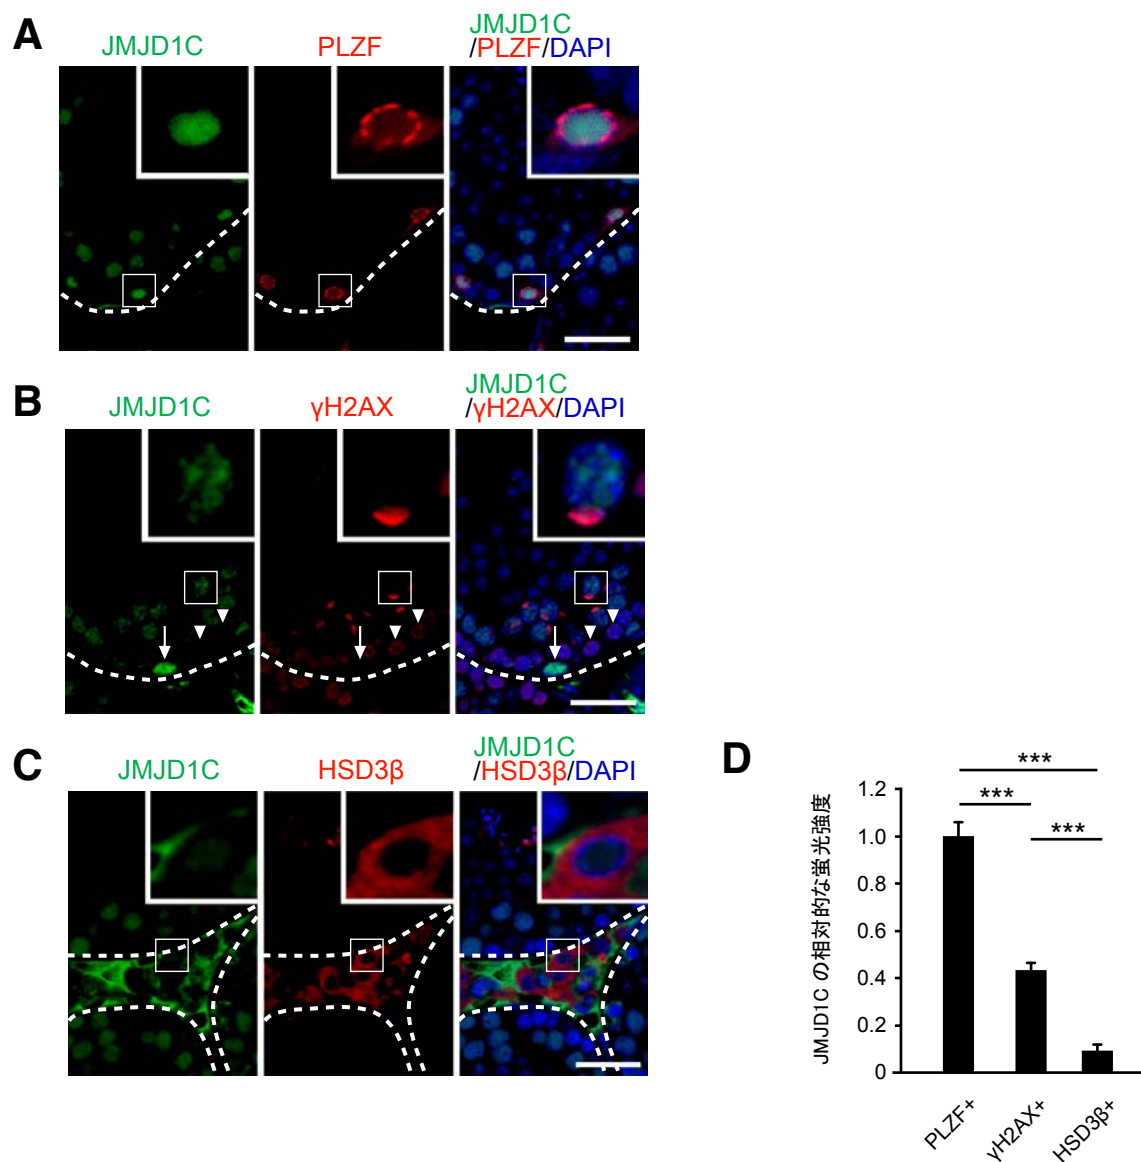 A
JMJD1C
PLZF
JMJD1C
/PLZF/DAPI
B
JMJD1C
γH2AX
JMJD1C
/γH2AX/DAPI
C
JMJD1C
HSD3β
JMJD1C
/HSD3β/DAPI
D
***
***
***
JMJD1C の相対的な蛍光強度
1.2
1.0
0.8
0.6
0.4
0.2
0
PLZF+
γH2AX+
HSD3β+